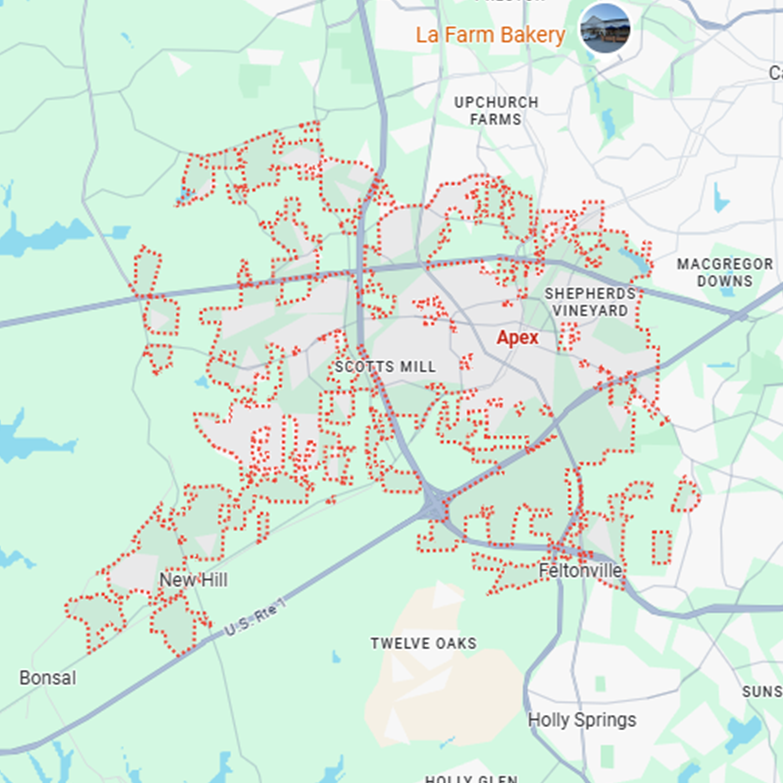 La Farm Bakery
UPCHURCH
FARMS
MACGREGOR
DOWNS
SHEPHERDS
VINEYARD
Apex
SCOTTS MILL
New Hill
Feltonville
U.S. Rte 1
TWELVE OAKS
Bonsal
SUNS
Holly Springs
HOLLY GLEN